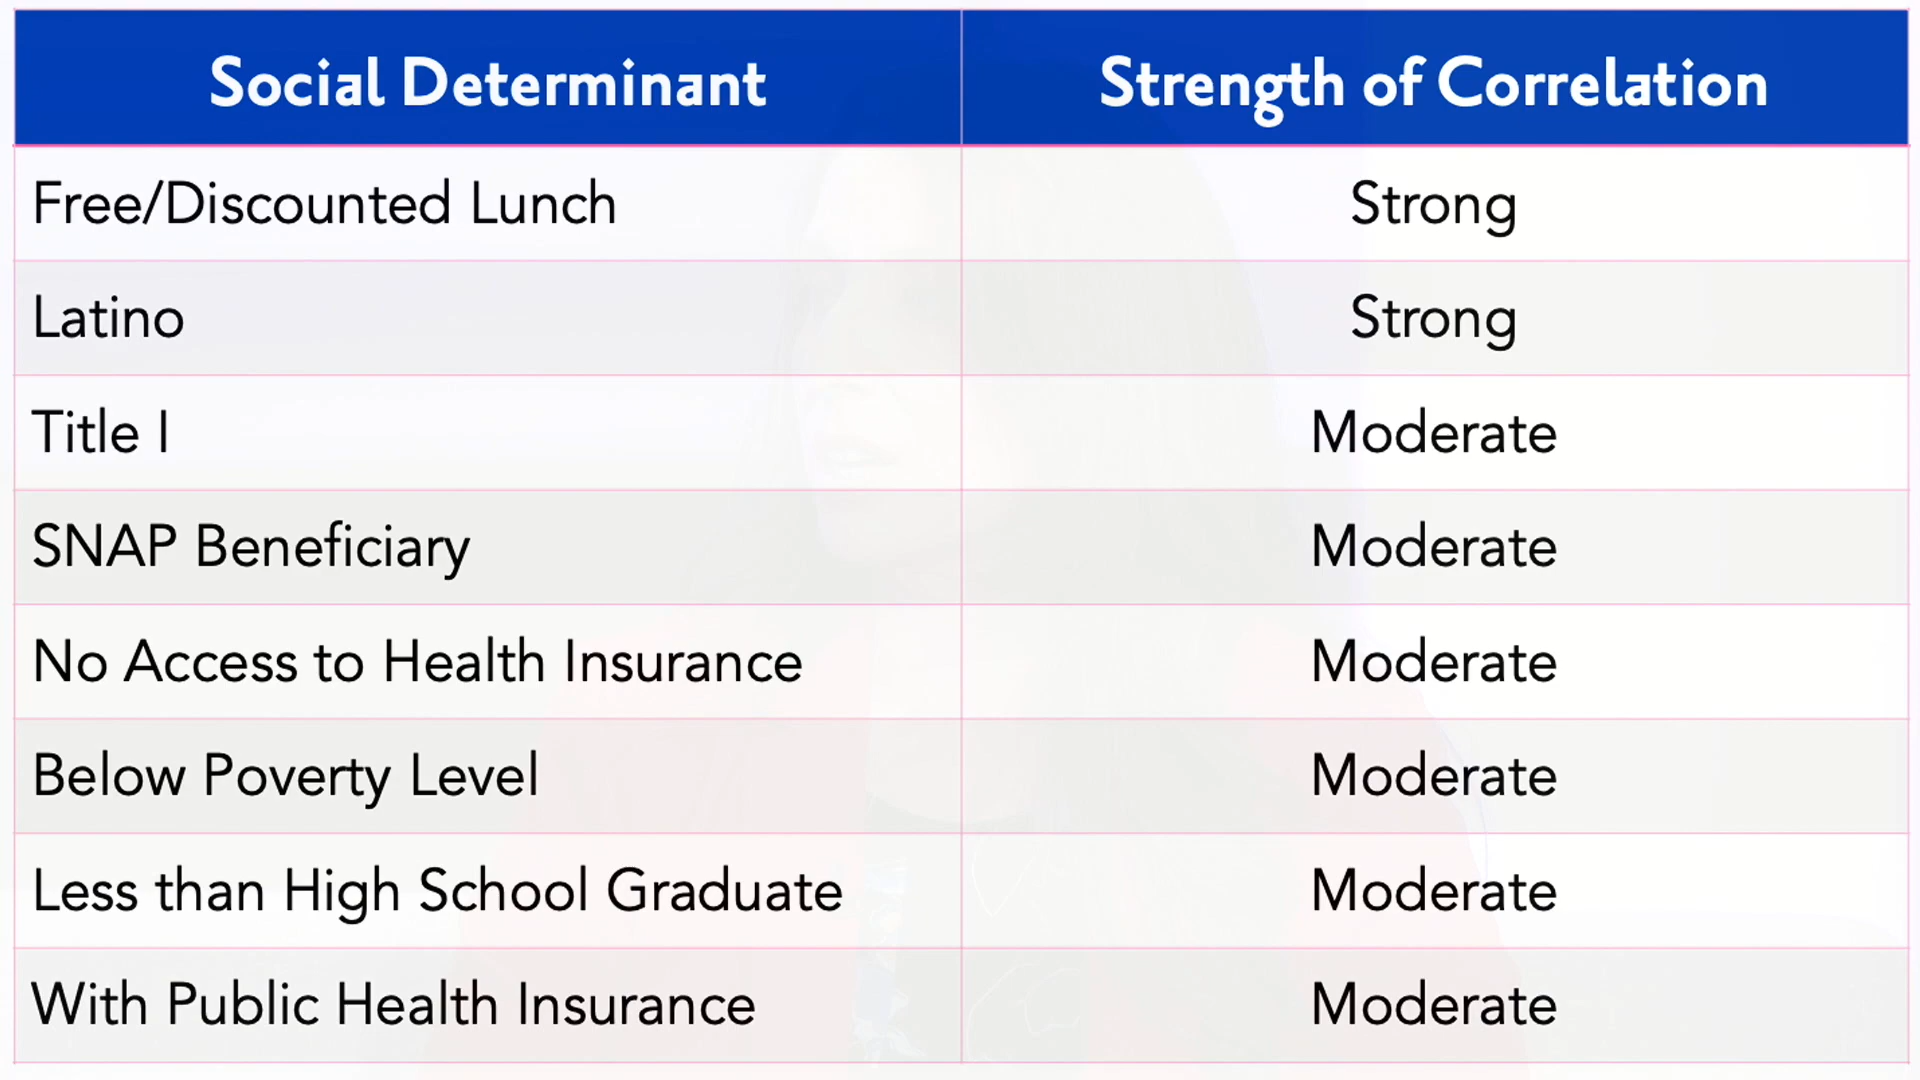 Social Determinant Strength of Correlation
Free/Discounted Lunch Strong
Latino Strong
Title I Moderate
SNAP Beneficiary Moderate
No Access to Health Insurance Moderate
Below Poverty Level Moderate
Less than High School Graduate Moderate
With Public Health Insurance Moderate